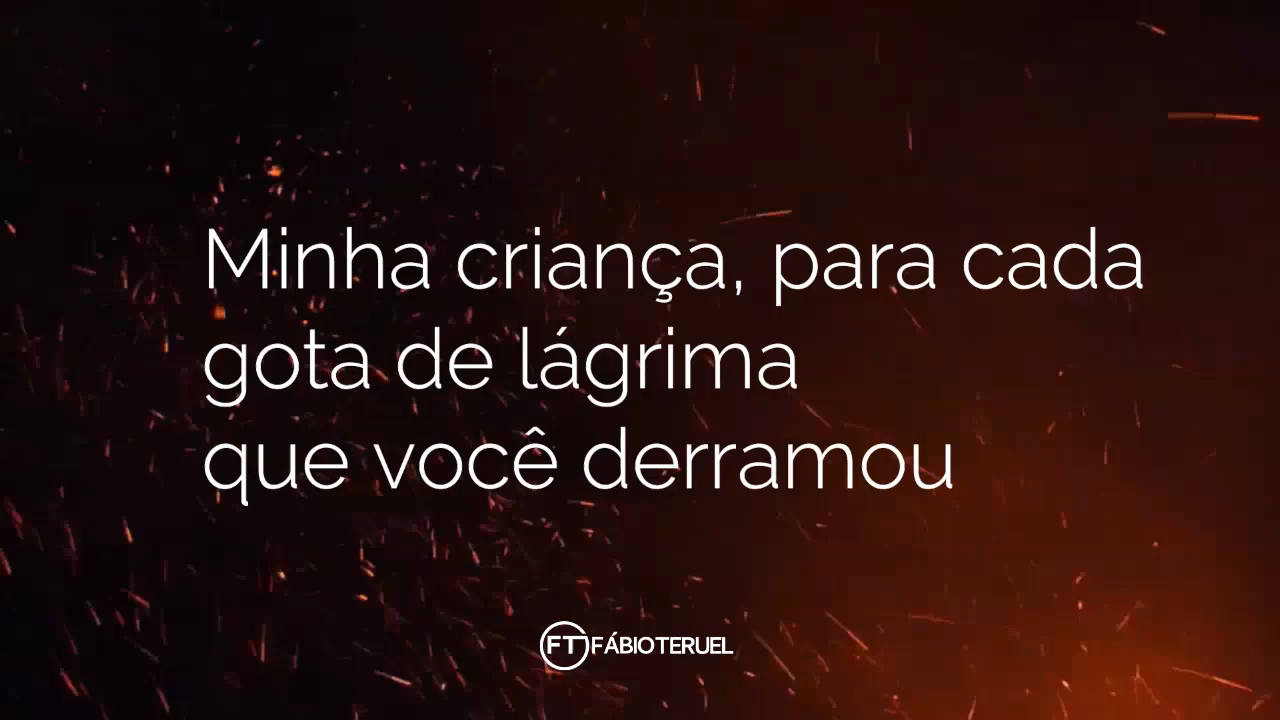 Minha criança, para cada
gota de lágrima
que você derramou
FT FÁBIOTERUEL